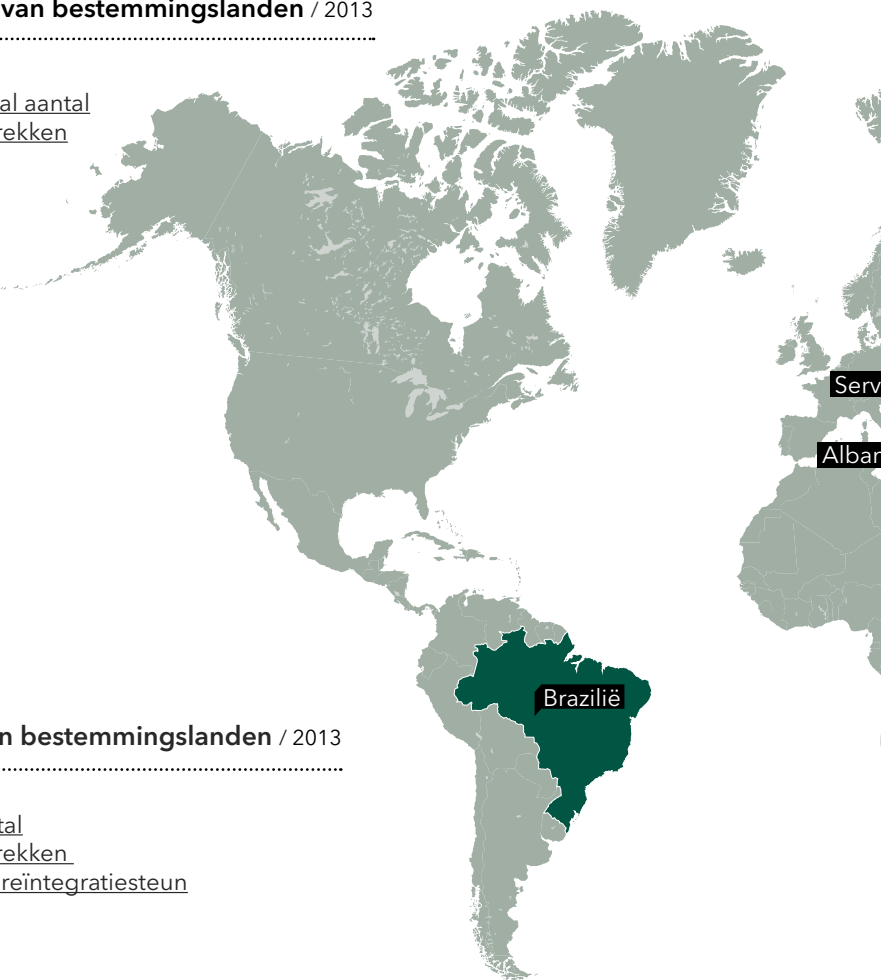 van bestemmingslanden / 2013
al aantal
rekken
Serv
Alban
Brazilië
n bestemmingslanden / 2013
tal
rekken
reïntegratiesteun